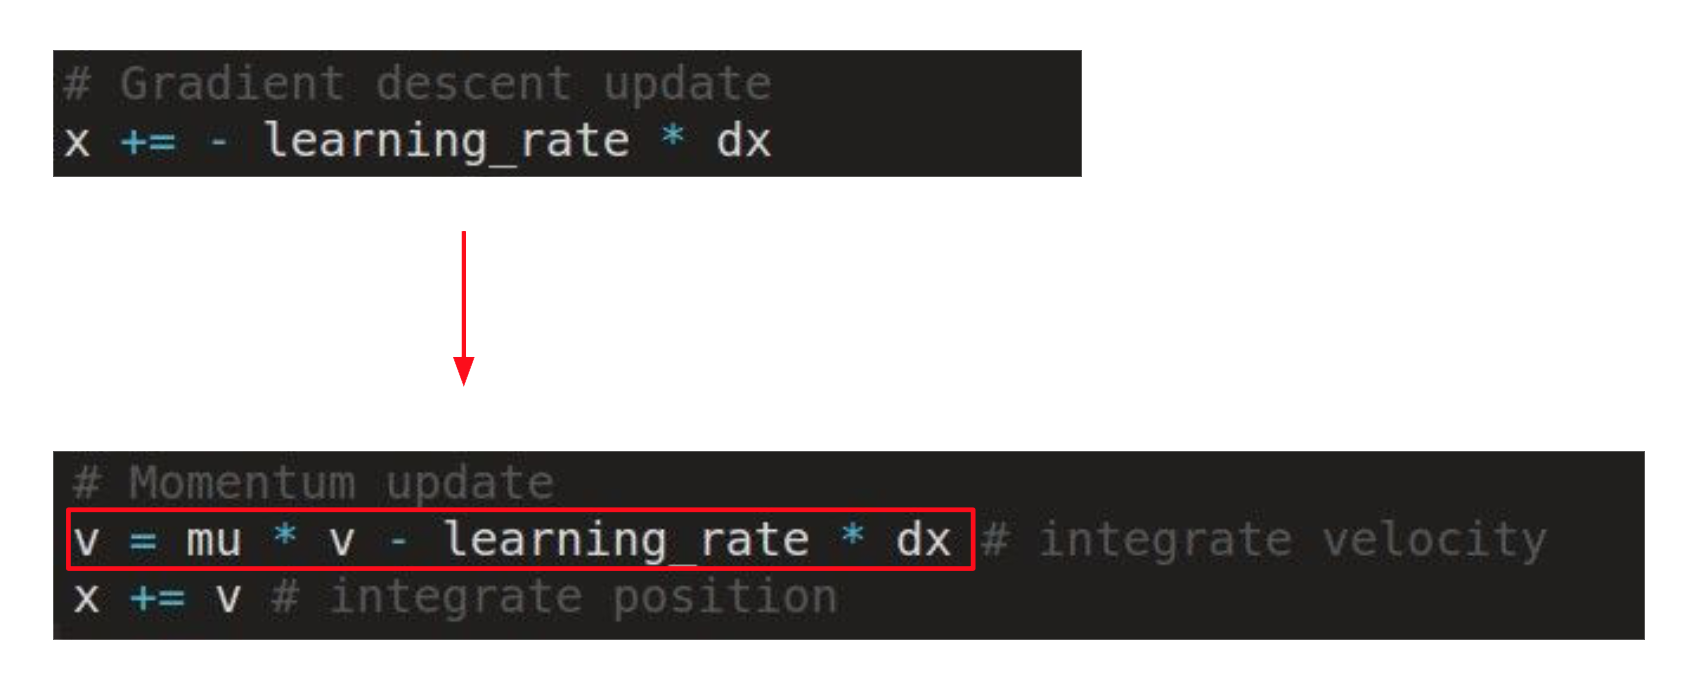 # Gradient descent update
x += - learning_rate * dx
# Momentum update
v = mu * v - learning_rate * dx # integrate velocity
x += v # integrate position